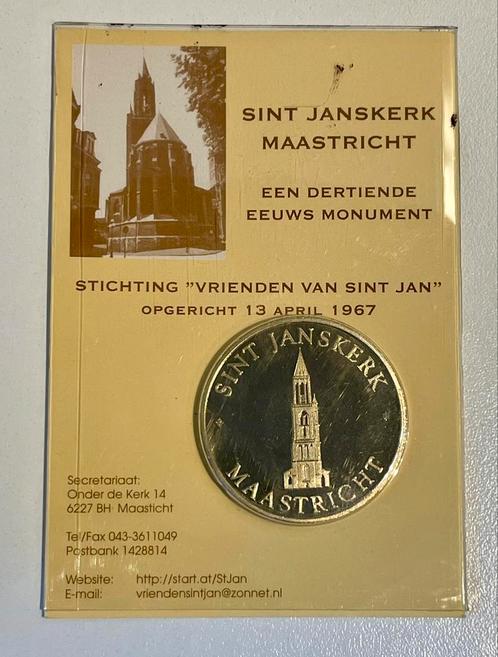 SINT JANSKERK
MAASTRICHT
EEN DERTIENDE
EEUWS MONUMENT
STICHTING "VRIENDEN VAN SINT JAN"
OPGERICHT 13 APRIL 1967
SINT JANSKERK
MAASTRICHT
Secretariaat:
Onder de Kerk 14
6227 BH Maasticht
Tel/Fax 043-3611049
Postbank 1428814
Website: http://start.at/StJan
E-mail: vriendensintjan@zonnet.nl